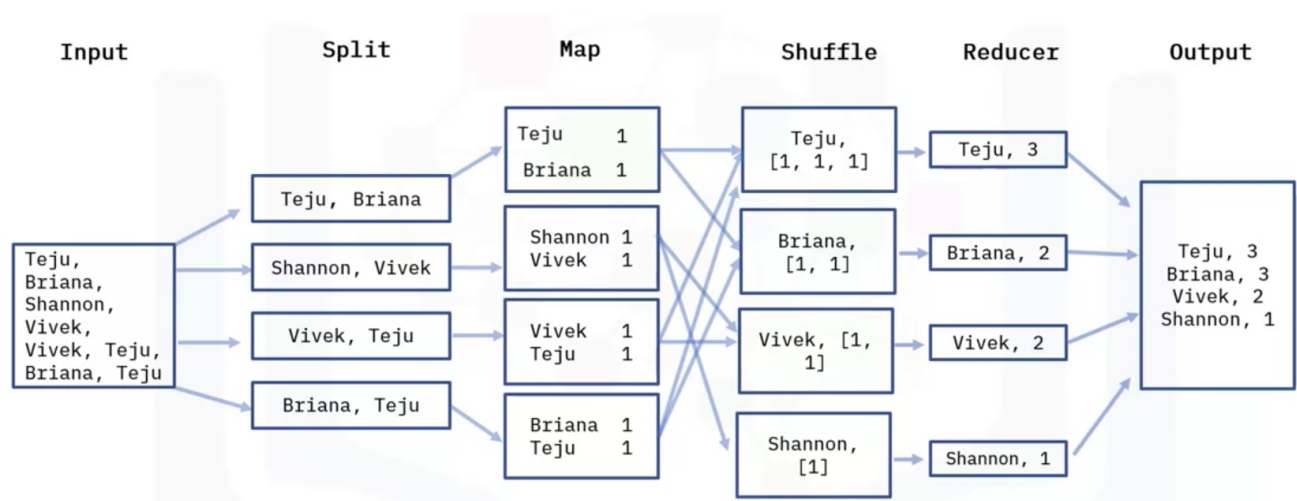 Input
Split
Map
Shuffle
Reducer
Output
Teju,
Briana,
Shannon,
Vivek,
Vivek, Teju,
Briana, Teju
Teju, Briana
Shannon, Vivek
Vivek, Teju
Briana, Teju
Teju 1
Briana 1
Shannon 1
Vivek 1
Vivek 1
Teju 1
Briana 1
Teju 1
Teju,
[1, 1, 1]
Briana,
[1, 1]
Vivek, [1,
1]
Shannon,
[1]
Teju, 3
Briana, 2
Vivek, 2
Shannon, 1
Teju, 3
Briana, 3
Vivek, 2
Shannon, 1